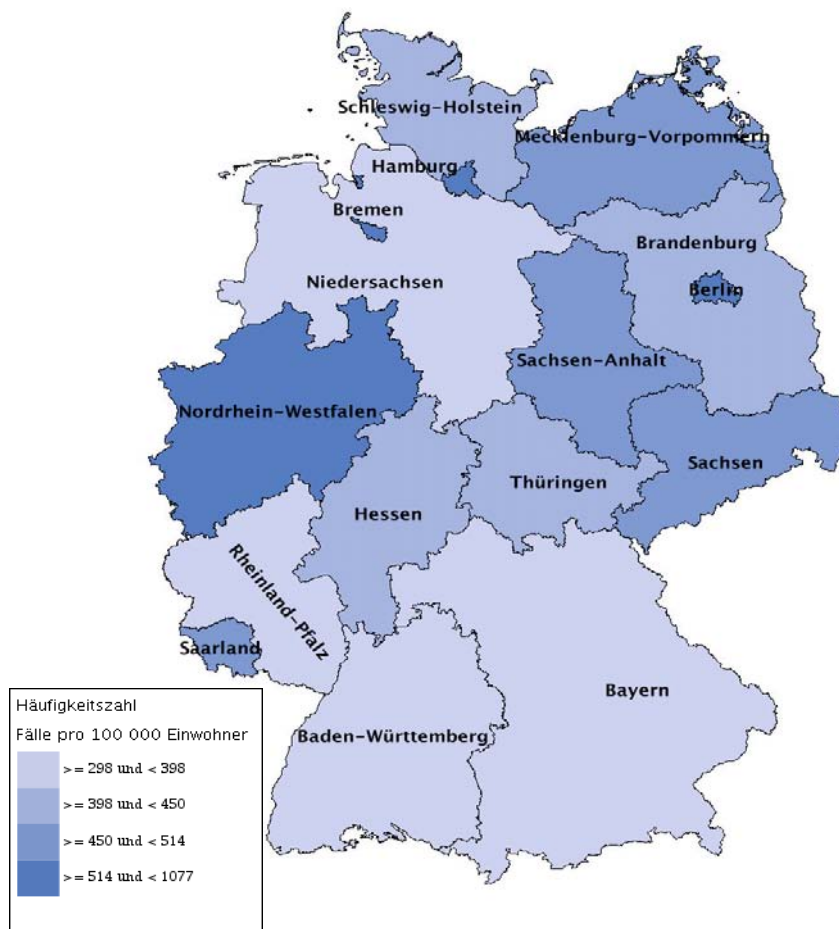 Schleswig-Holstein
Mecklenburg-Vorpommern
Hamburg
Bremen
Brandenburg
Niedersachsen
Berlin
Sachsen-Anhalt
Nordrhein-Westfalen
Sachsen
Thüringen
Hessen
Rheinland-Pfalz
Saarland
Bayern
Baden-Württemberg
Häufigkeitszahl
Fälle pro 100 000 Einwohner
>= 298 und < 398
>= 398 und < 450
>= 450 und < 514
>= 514 und < 1077